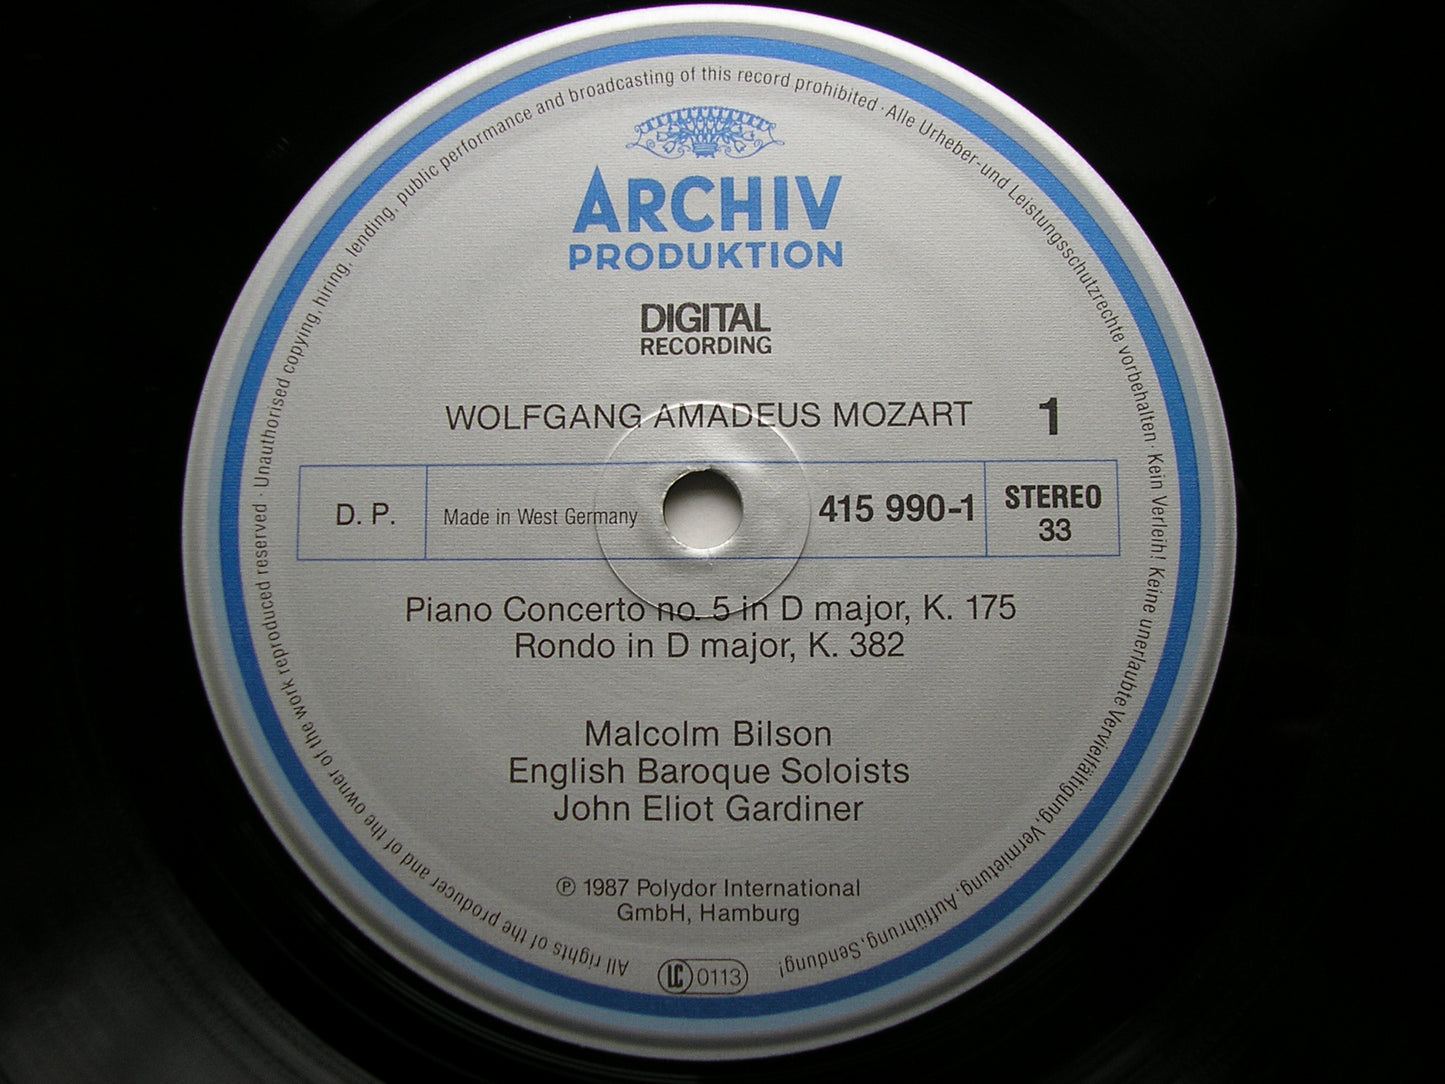 ARCHIV
PRODUKTION
DIGITAL
RECORDING
WOLFGANG AMADEUS MOZART 1
D. P. Made in West Germany 415 990-1 STEREO
33
Piano Concerto no. 5 in D major, K. 175
Rondo in D major, K. 382
Malcolm Bilson
English Baroque Soloists
John Eliot Gardiner
℗ 1987 Polydor International
GmbH, Hamburg
LC 0113
All rights of the producer and of the owner of the work reproduced reserved · Unauthorised copying, hiring, lending, public performance and broadcasting of this record prohibited · Alle Urheber-und Leistungsschutzrechte vorbehalten · Kein Verleih! Keine unerlaubte Vervielfältigung, Vermietung, Aufführung, Sendung!